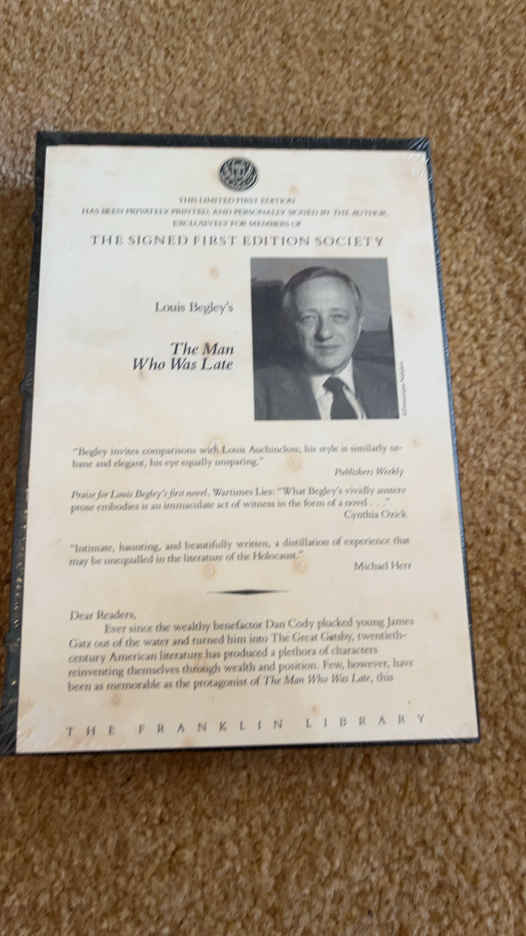 THIS LIMITED FIRST EDITION
HAS BEEN PRIVATELY PRINTED, AND PERSONALLY SIGNED BY THE AUTHOR,
EXCLUSIVELY FOR MEMBERS OF
THE SIGNED FIRST EDITION SOCIETY
Louis Begley's
The Man
Who Was Late
"Begley invites comparisons with Louis Auchincloss; his style is similarly ur-
bane and elegant, his eye equally unsparing."
Publishers Weekly
Praise for Louis Begley's first novel, Wartimes Lies: "What Begley's vividly austere
prose embodies is an immaculate act of witness in the form of a novel . . ."
Cynthia Ozick
"Intimate, haunting, and beautifully written, a distillation of experience that
may be unequalled in the literature of the Holocaust."
Michael Herr
Dear Readers,
Ever since the wealthy benefactor Dan Cody plucked young James
Gatz out of the water and turned him into The Great Gatsby, twentieth-
century American literature has produced a plethora of characters
reinventing themselves through wealth and position. Few, however, have
been as memorable as the protagonist of The Man Who Was Late, this
THE FRANKLIN LIBRARY